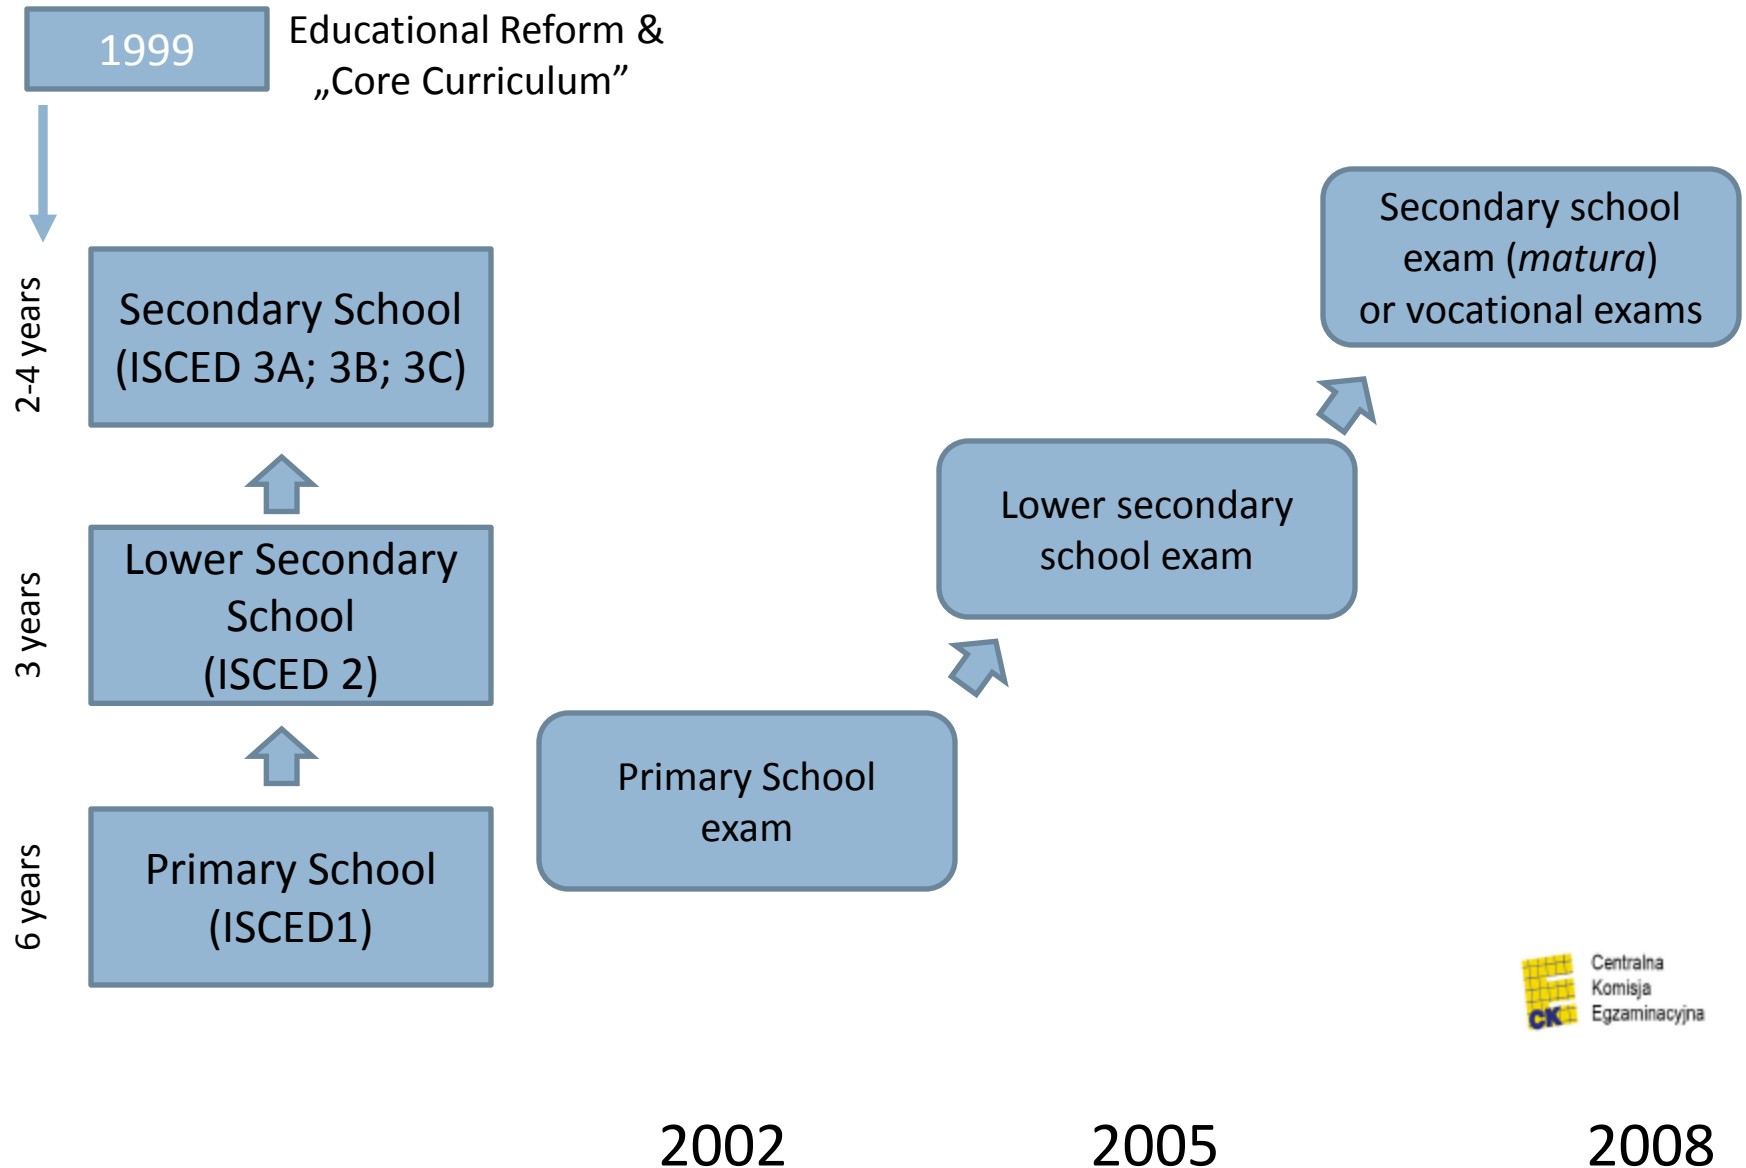 1999
Educational Reform &
„Core Curriculum”
2-4 years
Secondary School
(ISCED 3A; 3B; 3C)
Secondary school
exam (matura)
or vocational exams
3 years
Lower Secondary
School
(ISCED 2)
Lower secondary
school exam
6 years
Primary School
(ISCED1)
Primary School
exam
CKE
Centralna
Komisja
Egzaminacyjna
2002
2005
2008